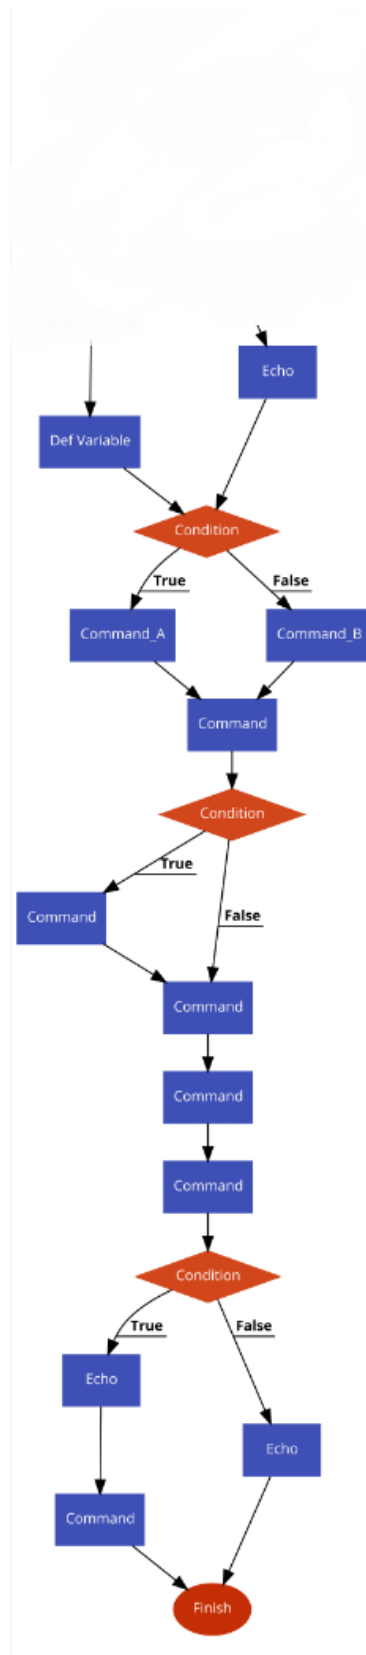 Echo
Def Variable
Condition
True
False
Command_A
Command_B
Command
Condition
True
Command
False
Command
Command
Command
Condition
True
False
Echo
Echo
Command
Finish